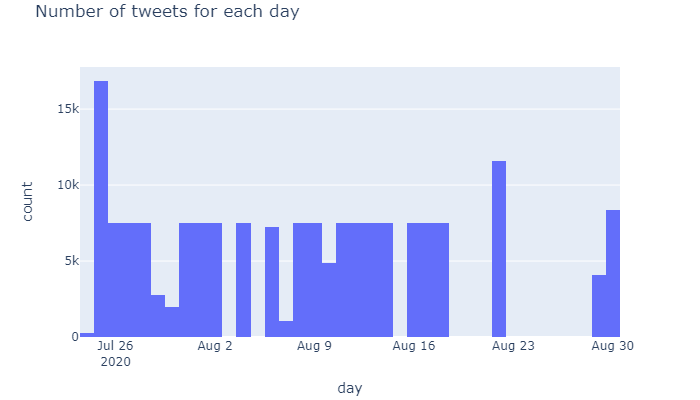 Number of tweets for each day
count
15k
10k
5k
0
Jul 26
2020
Aug 2
Aug 9
Aug 16
Aug 23
Aug 30
day